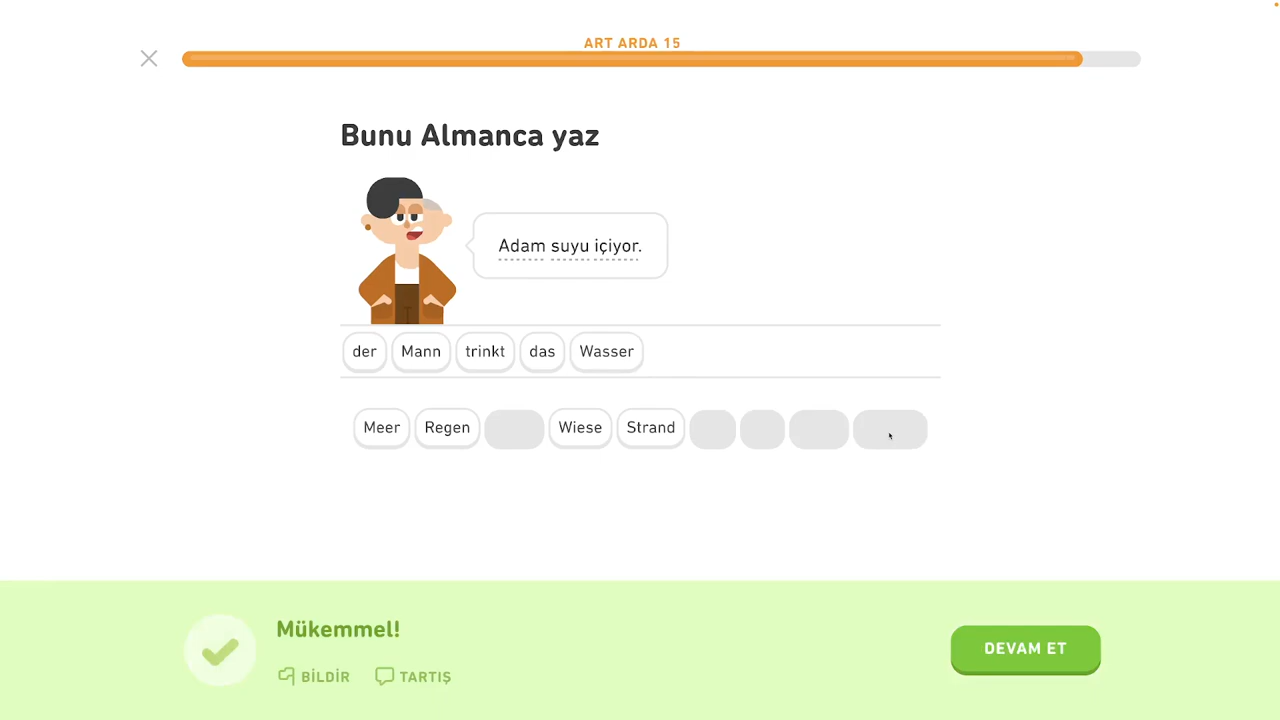 ART ARDA 15
Bunu Almanca yaz
Adam suyu içiyor.
der Mann trinkt das Wasser
Meer Regen Wiese Strand
Mükemmel!
BİLDİR TARTIŞ
DEVAM ET